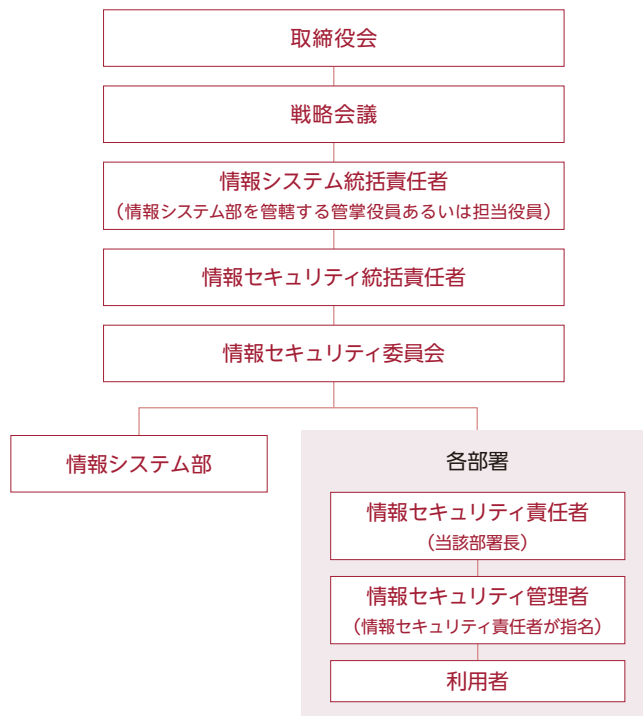 取締役会
戦略会議
情報システム統括責任者
（情報システム部を管轄する管掌役員あるいは担当役員）
情報セキュリティ統括責任者
情報セキュリティ委員会
情報システム部
各部署
情報セキュリティ責任者
（当該部署長）
情報セキュリティ管理者
（情報セキュリティ責任者が指名）
利用者